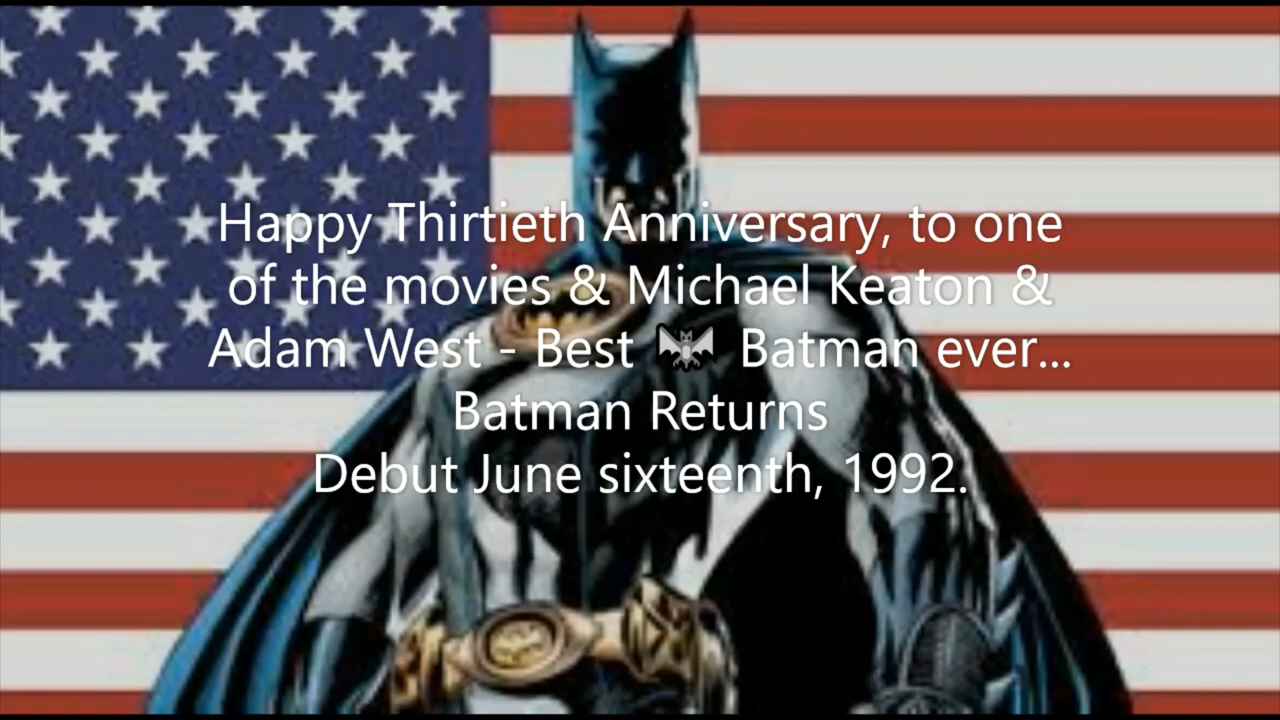 Happy Thirtieth Anniversary, to one
of the movies & Michael Keaton &
Adam West - Best 🦇 Batman ever...
Batman Returns
Debut June sixteenth, 1992.